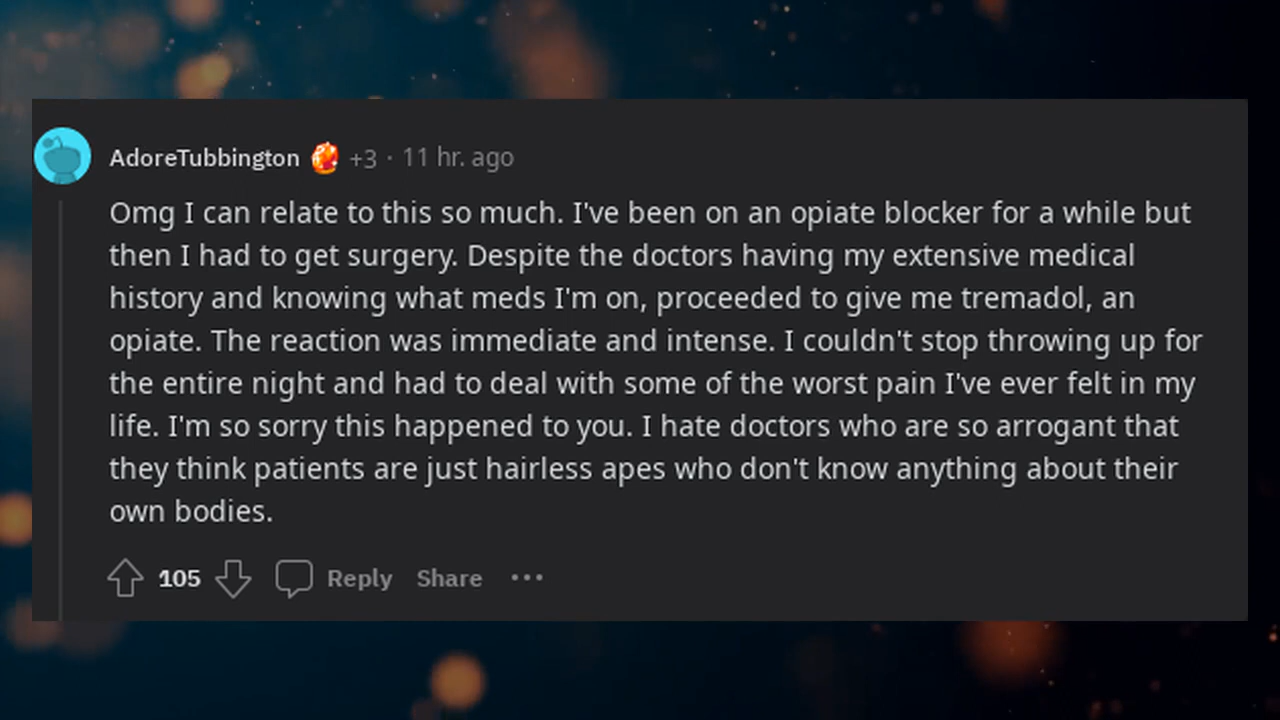 AdoreTubbington +3 · 11 hr. ago
Omg I can relate to this so much. I've been on an opiate blocker for a while but
then I had to get surgery. Despite the doctors having my extensive medical
history and knowing what meds I'm on, proceeded to give me tremadol, an
opiate. The reaction was immediate and intense. I couldn't stop throwing up for
the entire night and had to deal with some of the worst pain I've ever felt in my
life. I'm so sorry this happened to you. I hate doctors who are so arrogant that
they think patients are just hairless apes who don't know anything about their
own bodies.
105 Reply Share